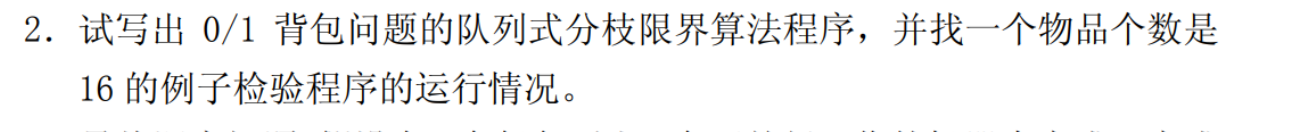 2. 试写出 0/1 背包问题的队列式分枝限界算法程序，并找一个物品个数是
16 的例子检验程序的运行情况。